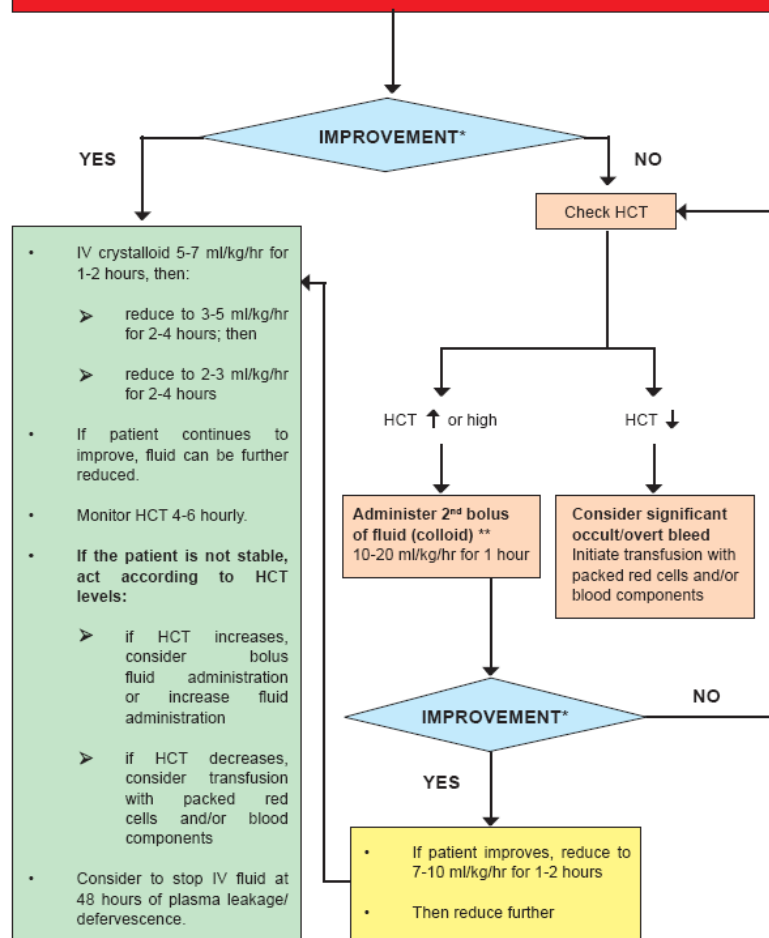 IMPROVEMENT*
YES
NO
Check HCT
• IV crystalloid 5-7 ml/kg/hr for
1-2 hours, then:
➢ reduce to 3-5 ml/kg/hr
for 2-4 hours; then
➢ reduce to 2-3 ml/kg/hr
for 2-4 hours
• If patient continues to
improve, fluid can be further
reduced.
• Monitor HCT 4-6 hourly.
• If the patient is not stable,
act according to HCT
levels:
➢ if HCT increases,
consider bolus
fluid administration
or increase fluid
administration
➢ if HCT decreases,
consider transfusion
with packed red
cells and/or blood
components
• Consider to stop IV fluid at
48 hours of plasma leakage/
defervescence.
HCT ↑ or high
HCT ↓
Administer 2ⁿᵈ bolus
of fluid (colloid) **
10-20 ml/kg/hr for 1 hour
Consider significant
occult/overt bleed
Initiate transfusion with
packed red cells and/or
blood components
IMPROVEMENT*
NO
YES
• If patient improves, reduce to
7-10 ml/kg/hr for 1-2 hours
• Then reduce further